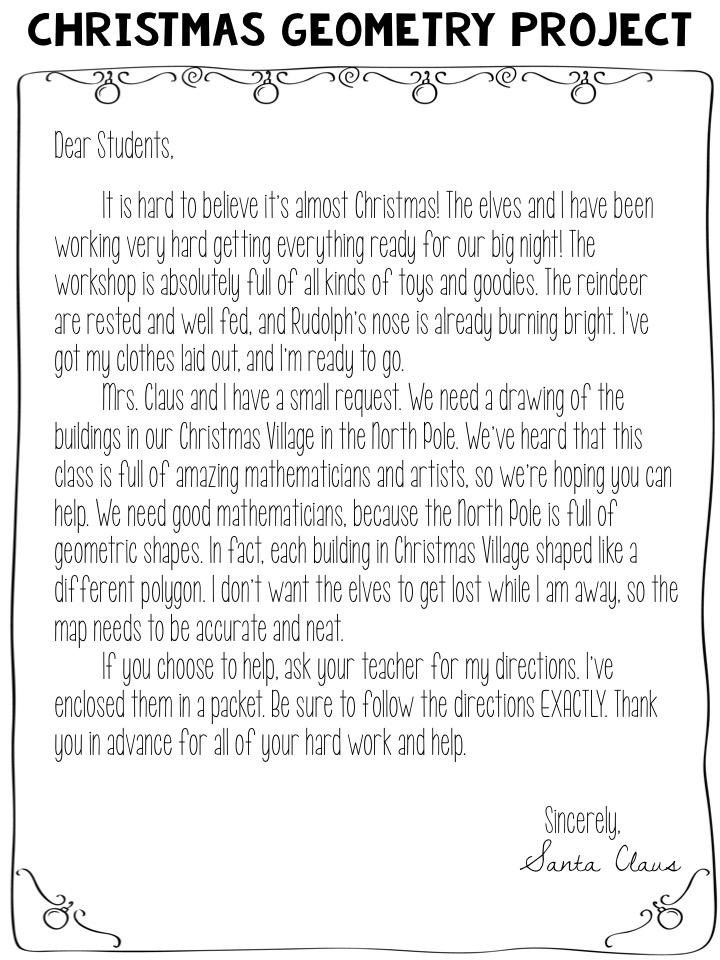 CHRISTMAS GEOMETRY PROJECT
Dear Students,
It is hard to believe it's almost Christmas! The elves and I have been
working very hard getting everything ready for our big night! The
workshop is absolutely full of all kinds of toys and goodies. The reindeer
are rested and well fed, and Rudolph's nose is already burning bright. I've
got my clothes laid out, and I'm ready to go.
Mrs. Claus and I have a small request. We need a drawing of the
buildings in our Christmas Village in the North Pole. We've heard that this
class is full of amazing mathematicians and artists, so we're hoping you can
help. We need good mathematicians, because the North Pole is full of
geometric shapes. In fact, each building in Christmas Village shaped like a
different polygon. I don't want the elves to get lost while I am away, so the
map needs to be accurate and neat.
If you choose to help, ask your teacher for my directions. I've
enclosed them in a packet. Be sure to follow the directions EXACTLY. Thank
you in advance for all of your hard work and help.
Sincerely,
Santa Claus